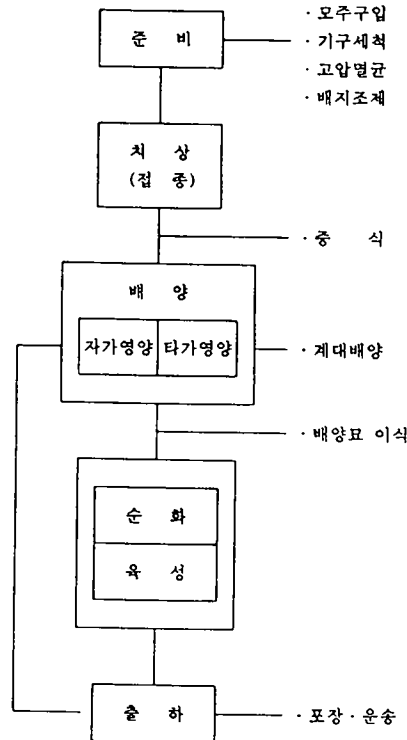 · 모주구입
준 비
· 기구세척
· 고압멸균
· 배지조제
치 상
(접 종)
· 증 식
배 양
자가영양 타가영양
· 계대배양
· 배양묘 이식
순 화
육 성
출 하
· 포장 · 운송